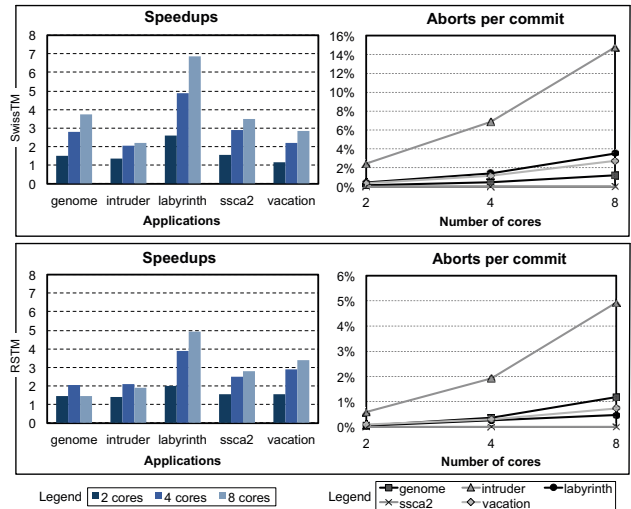 Speedups
Aborts per commit
SwissTM
8
7
6
5
4
3
2
1
0
genome intruder labyrinth ssca2 vacation
Applications
16%
14%
12%
10%
8%
6%
4%
2%
0%
2 4 8
Number of cores
Speedups
Aborts per commit
RSTM
8
7
6
5
4
3
2
1
0
genome intruder labyrinth ssca2 vacation
Applications
6%
5%
4%
3%
2%
1%
0%
2 4 8
Number of cores
Legend 2 cores 4 cores 8 cores
Legend genome intruder labyrinth
ssca2 vacation